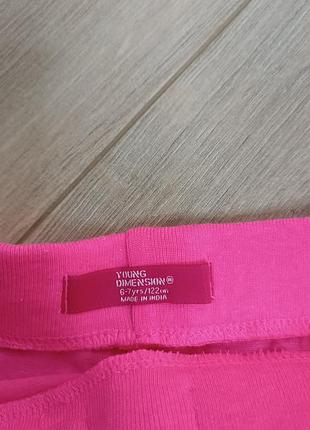 YOUNG
DIMENSION®
6-7yrs/122cm
MADE IN INDIA